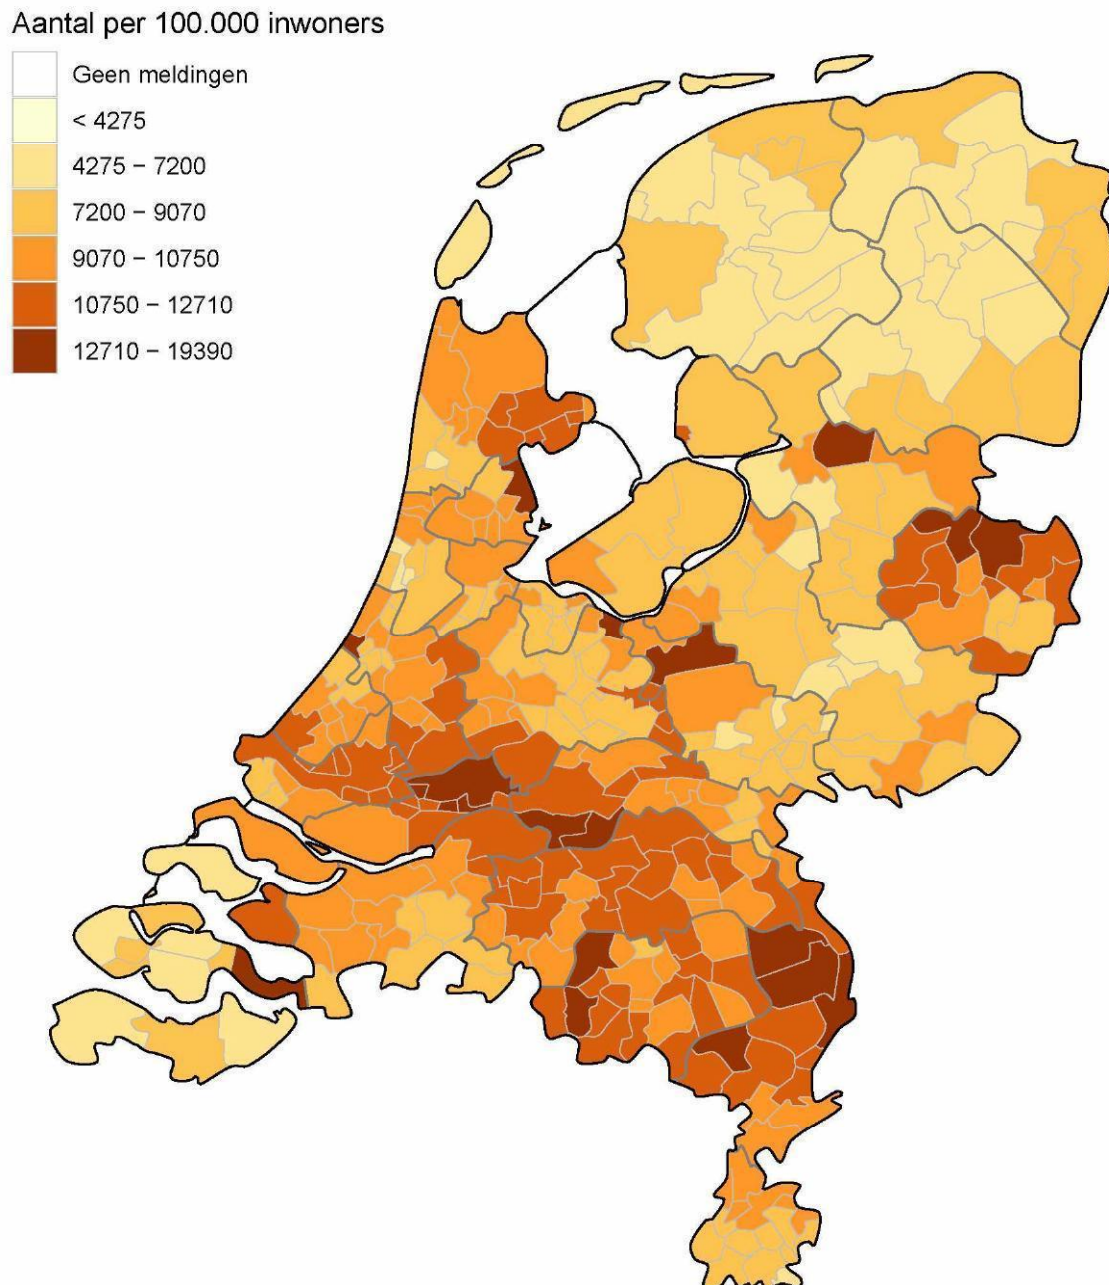 Aantal per 100.000 inwoners
Geen meldingen
< 4275
4275 − 7200
7200 − 9070
9070 − 10750
10750 − 12710
12710 − 19390